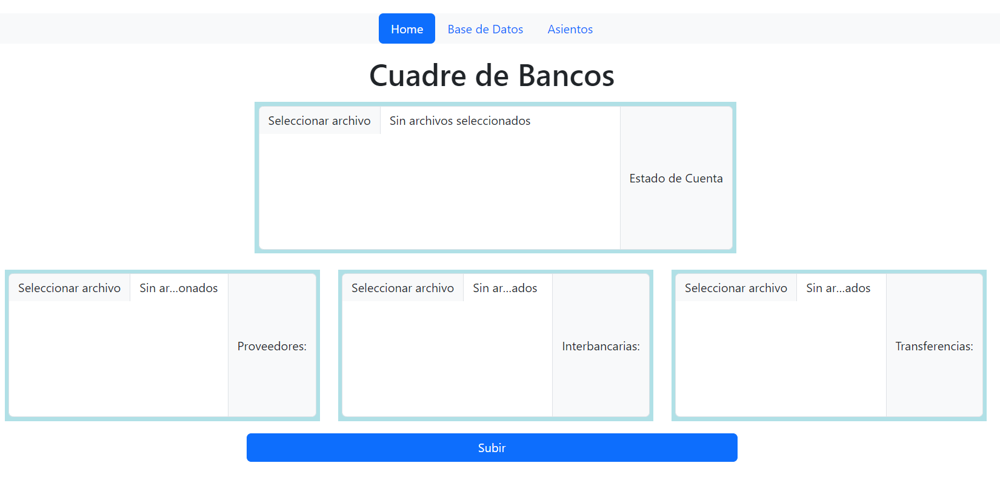 Home Base de Datos Asientos
Cuadre de Bancos
Seleccionar archivo Sin archivos seleccionados
Estado de Cuenta
Seleccionar archivo Sin ar...onados
Proveedores:
Seleccionar archivo Sin ar...ados
Interbancarias:
Seleccionar archivo Sin ar...ados
Transferencias:
Subir